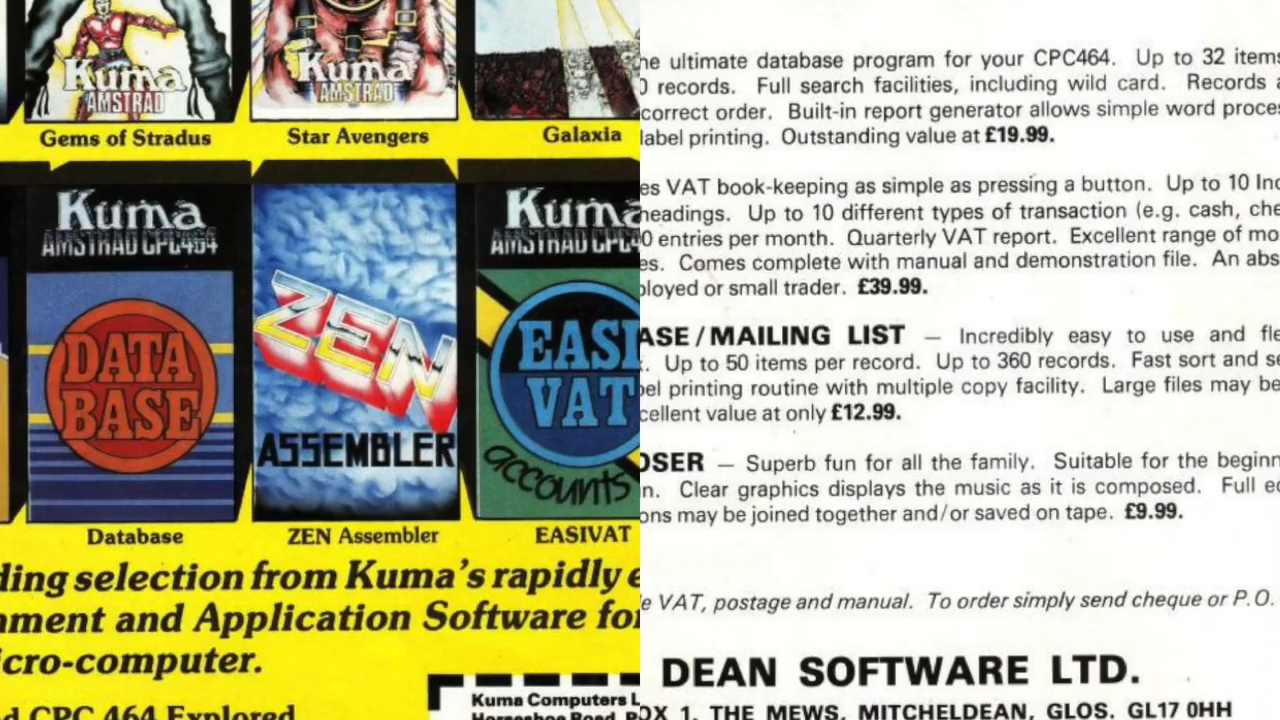 Kuma
AMSTRAD
Gems of Stradus
Kuma
AMSTRAD
Star Avengers
Galaxia
Kuma
AMSTRAD CPC464
DATA
BASE
Database
ZEN
ASSEMBLER
ZEN Assembler
Kuma
AMSTRAD CPC4
EASI
VAT
accounts
EASIVAT
ding selection from Kuma's rapidly e
nment and Application Software for
icro-computer.
d CPC 464 Explored
Kuma Computers L
Horseshoe Road, P
he ultimate database program for your CPC464. Up to 32 items
0 records. Full search facilities, including wild card. Records a
correct order. Built-in report generator allows simple word proce
label printing. Outstanding value at £19.99.
es VAT book-keeping as simple as pressing a button. Up to 10 Inc
headings. Up to 10 different types of transaction (e.g. cash, che
0 entries per month. Quarterly VAT report. Excellent range of mo
es. Comes complete with manual and demonstration file. An abs
ployed or small trader. £39.99.
ASE/MAILING LIST — Incredibly easy to use and fle
. Up to 50 items per record. Up to 360 records. Fast sort and se
bel printing routine with multiple copy facility. Large files may be
cellent value at only £12.99.
OSER — Superb fun for all the family. Suitable for the beginn
n. Clear graphics displays the music as it is composed. Full ed
ons may be joined together and/or saved on tape. £9.99.
e VAT, postage and manual. To order simply send cheque or P.O.
DEAN SOFTWARE LTD.
OX 1, THE MEWS, MITCHELDEAN, GLOS. GL17 0HH